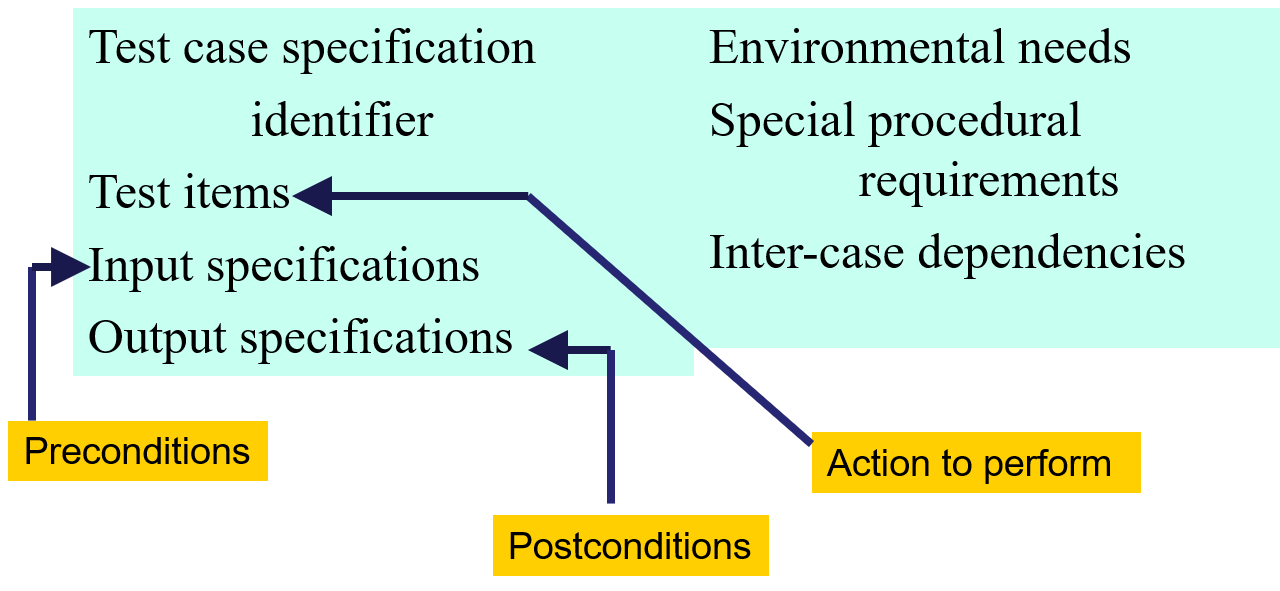 Test case specification
identifier
Test items
Input specifications
Output specifications
Environmental needs
Special procedural
requirements
Inter-case dependencies
Preconditions
Action to perform
Postconditions